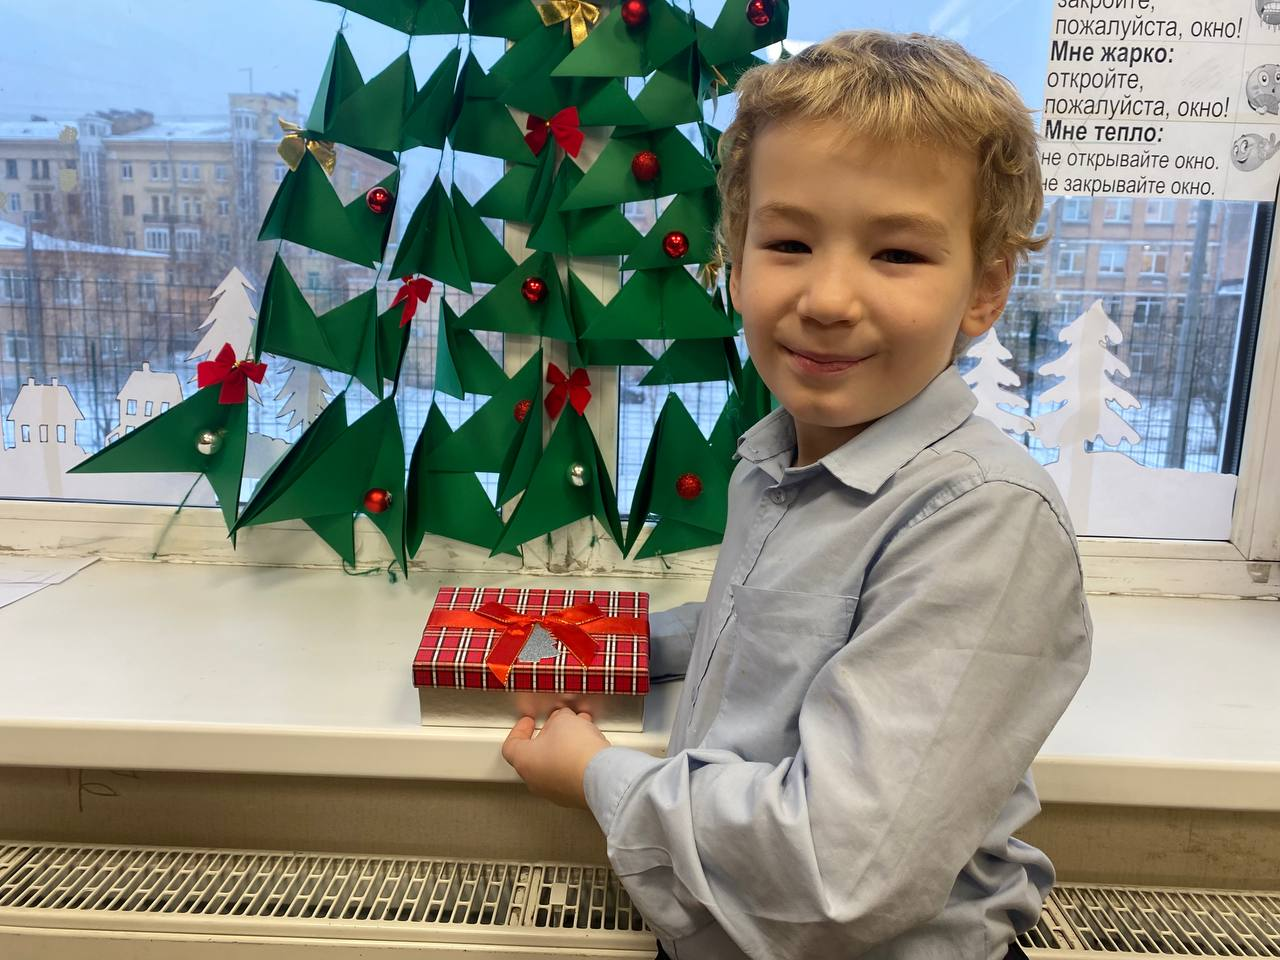 закройте,
пожалуйста, окно!
Мне жарко:
откройте,
пожалуйста, окно!
Мне тепло:
не открывайте окно.
не закрывайте окно.